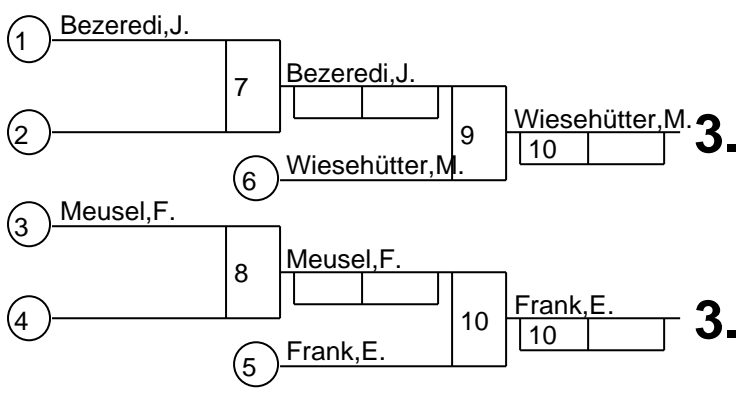 1 Bezeredi,J.
7
Bezeredi,J.
2
9
Wiesehütter,M. 3.
10
6 Wiesehütter,M.
3 Meusel,F.
8
Meusel,F.
4
10
Frank,E. 3.
10
5 Frank,E.